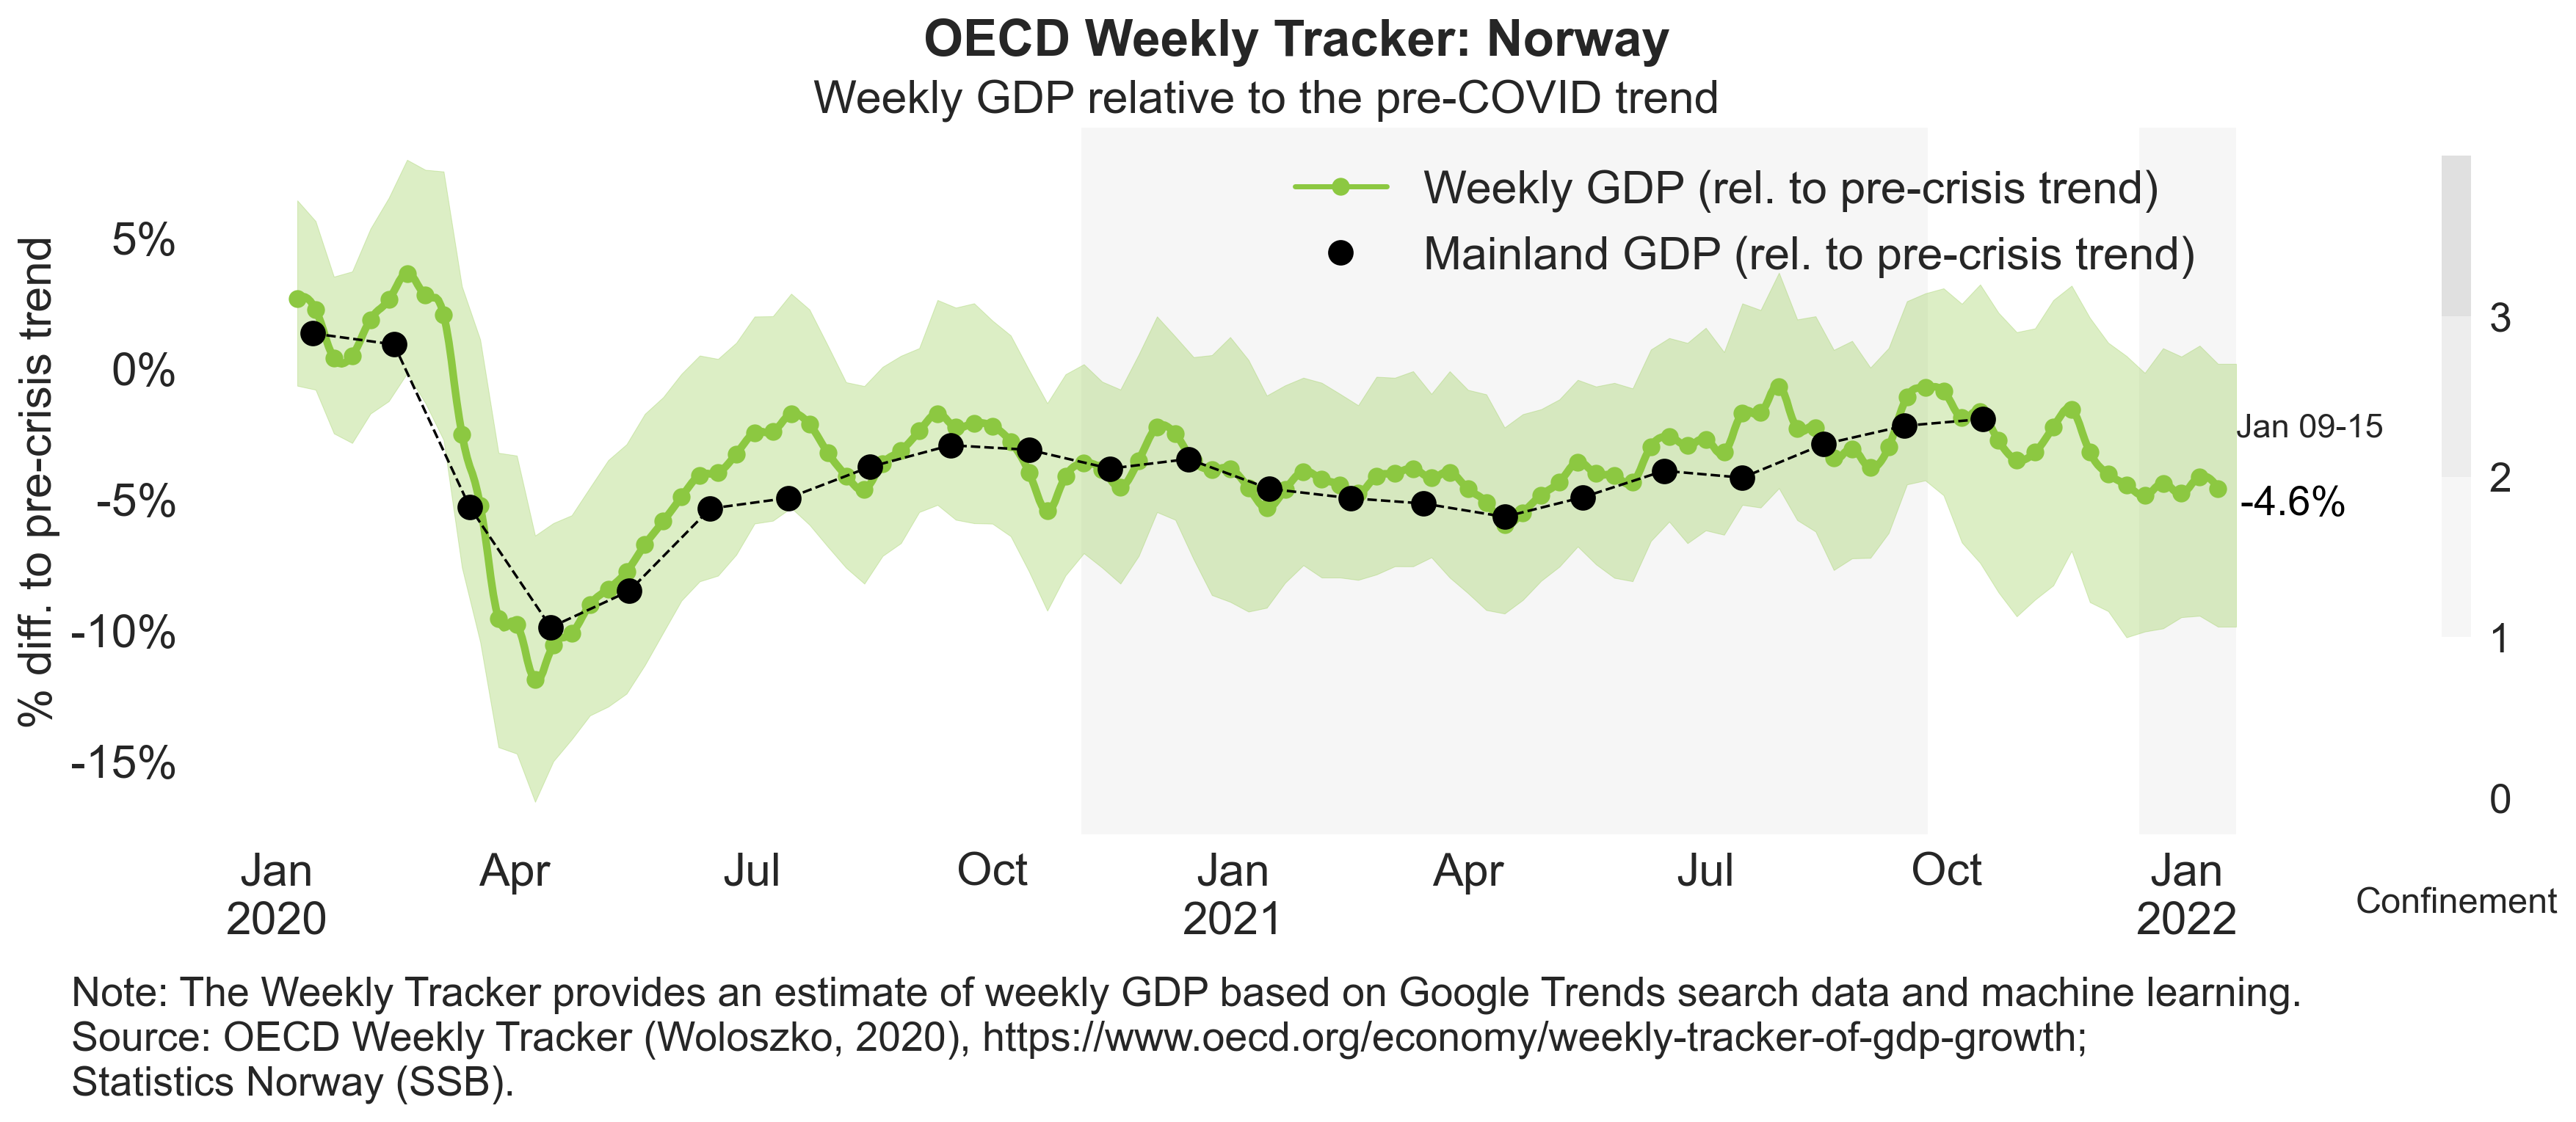 OECD Weekly Tracker: Norway
Weekly GDP relative to the pre-COVID trend
Weekly GDP (rel. to pre-crisis trend)
Mainland GDP (rel. to pre-crisis trend)
% diff. to pre-crisis trend
5%
0%
-5%
-10%
-15%
Jan 09-15
-4.6%
3
2
1
0
Confinement
Jan Apr Jul Oct Jan Apr Jul Oct Jan
2020 2021 2022
Note: The Weekly Tracker provides an estimate of weekly GDP based on Google Trends search data and machine learning.
Source: OECD Weekly Tracker (Woloszko, 2020), https://www.oecd.org/economy/weekly-tracker-of-gdp-growth;
Statistics Norway (SSB).